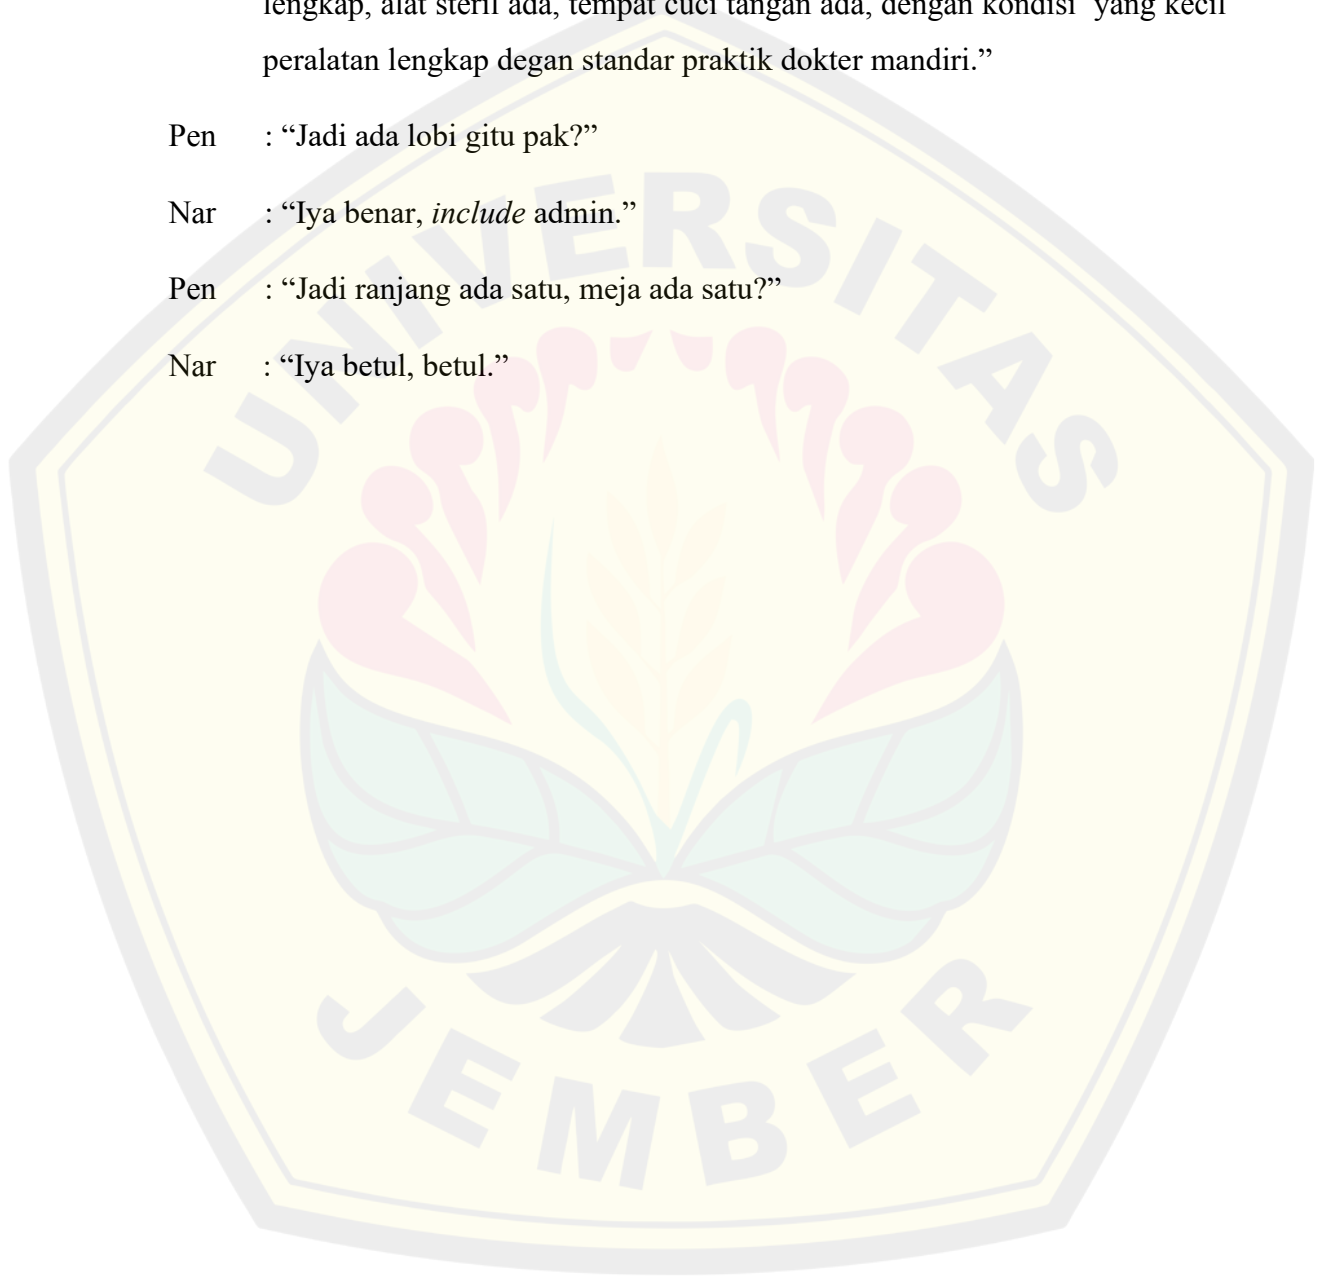 lengkap, alat steril ada, tempat cuci tangan ada, dengan kondisi yang kecil
peralatan lengkap degan standar praktik dokter mandiri.”
Pen : “Jadi ada lobi gitu pak?”
Nar : “Iya benar, include admin.”
Pen : “Jadi ranjang ada satu, meja ada satu?”
Nar : “Iya betul, betul.”
UNIVERSITAS
JEMBER